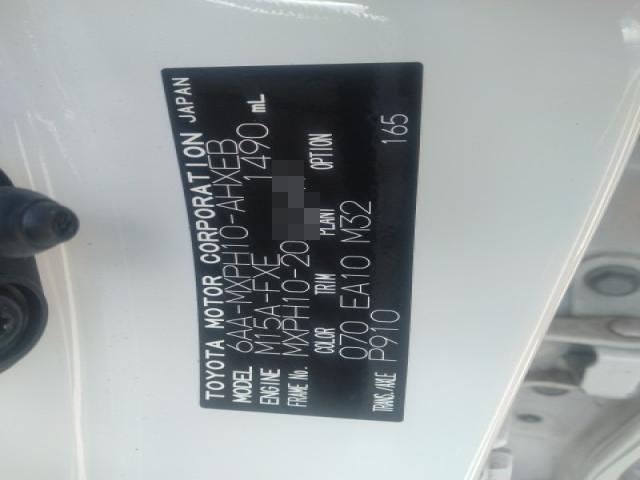 TOYOTA MOTOR CORPORATION JAPAN
MODEL 6AA-MXPH10-AHXEB
ENGINE M15A-FXE 1490 mL
FRAME No. MXPH10-20
COLOR TRIM PLANT OPTION
070 EA10 M32
TRANS./AXLE P910 165